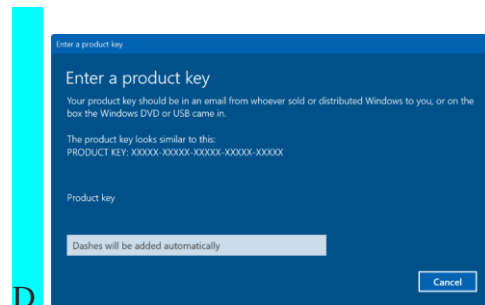 Enter a product key
Enter a product key
Your product key should be in an email from whoever sold or distributed Windows to you, or on the
box the Windows DVD or USB came in.
The product key looks similar to this:
PRODUCT KEY: XXXXX-XXXXX-XXXXX-XXXXX-XXXXX
Product key
Dashes will be added automatically
Cancel
D